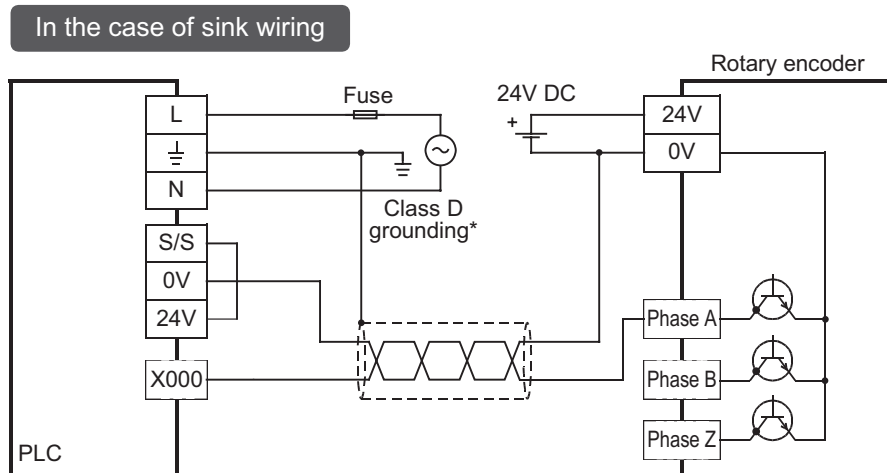 In the case of sink wiring
Rotary encoder
Fuse
24V DC
+
L
N
24V
0V
Class D
grounding*
S/S
0V
24V
X000
Phase A
Phase B
Phase Z
PLC